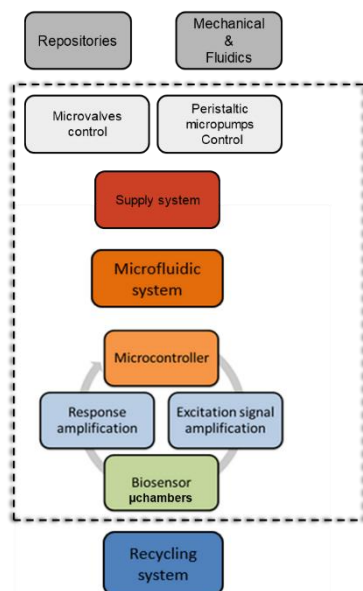 Repositories
Mechanical
&
Fluidics
Microvalves
control
Peristaltic
micropumps
Control
Supply system
Microfluidic
system
Microcontroller
Response
amplification
Excitation signal
amplification
Biosensor
μchambers
Recycling
system